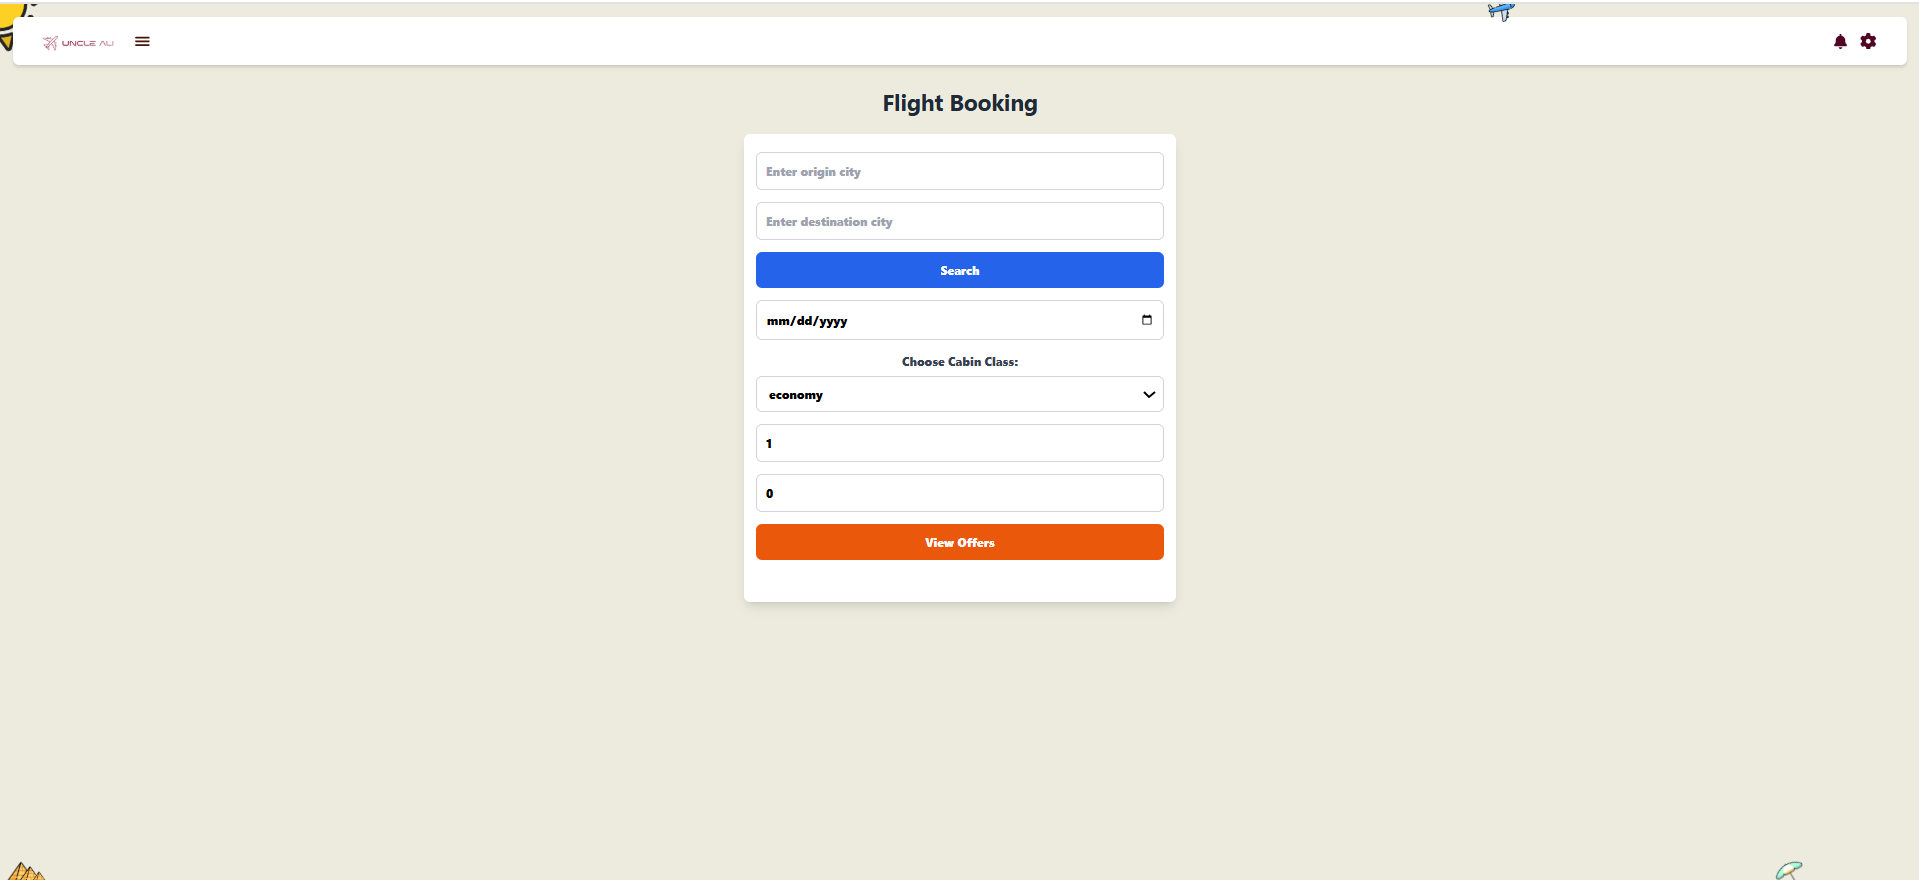 UNCLE ALI
Flight Booking
Enter origin city
Enter destination city
Search
mm/dd/yyyy
Choose Cabin Class:
economy
1
0
View Offers